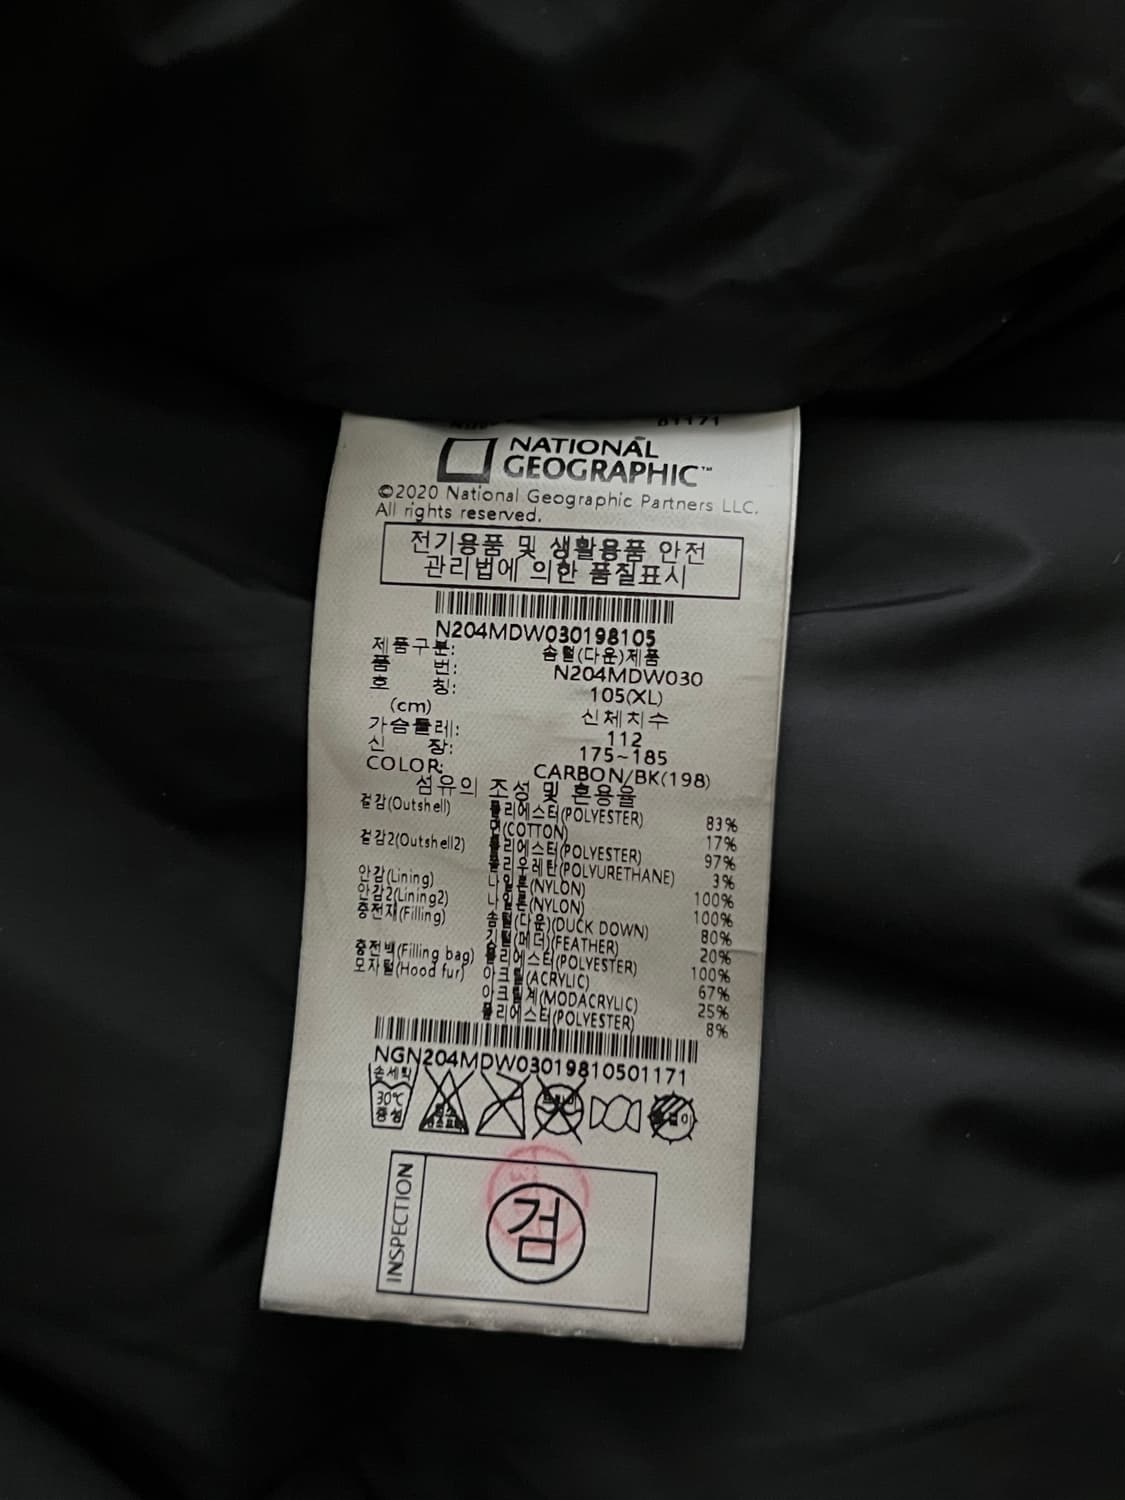 81171
NATIONAL
GEOGRAPHIC™
©2020 National Geographic Partners LLC.
All rights reserved.
전기용품 및 생활용품 안전
관리법에 의한 품질표시
N204MDW030198105
제품구분: 솜털(다운)제품
품 번: N204MDW030
호 칭: 105(XL)
(cm) 신체치수
가슴둘레: 112
신 장: 175~185
COLOR: CARBON/BK(198)
섬유의 조성 및 혼용율
겉감(Outshell) 폴리에스터(POLYESTER) 83%
면(COTTON) 17%
겉감2(Outshell2) 폴리에스터(POLYESTER) 97%
폴리우레탄(POLYURETHANE) 3%
안감(Lining) 나일론(NYLON) 100%
안감2(Lining2) 나일론(NYLON) 100%
충전재(Filling) 솜털(다운)(DUCK DOWN) 80%
깃털(페더)(FEATHER) 20%
충전백(Filling bag) 폴리에스터(POLYESTER) 100%
모자털(Hood fur) 아크릴(ACRYLIC) 67%
아크릴계(MODACRYLIC) 25%
폴리에스터(POLYESTER) 8%
NGN204MDW03019810501171
손세탁
30℃
중성
드라이
INSPECTION
검